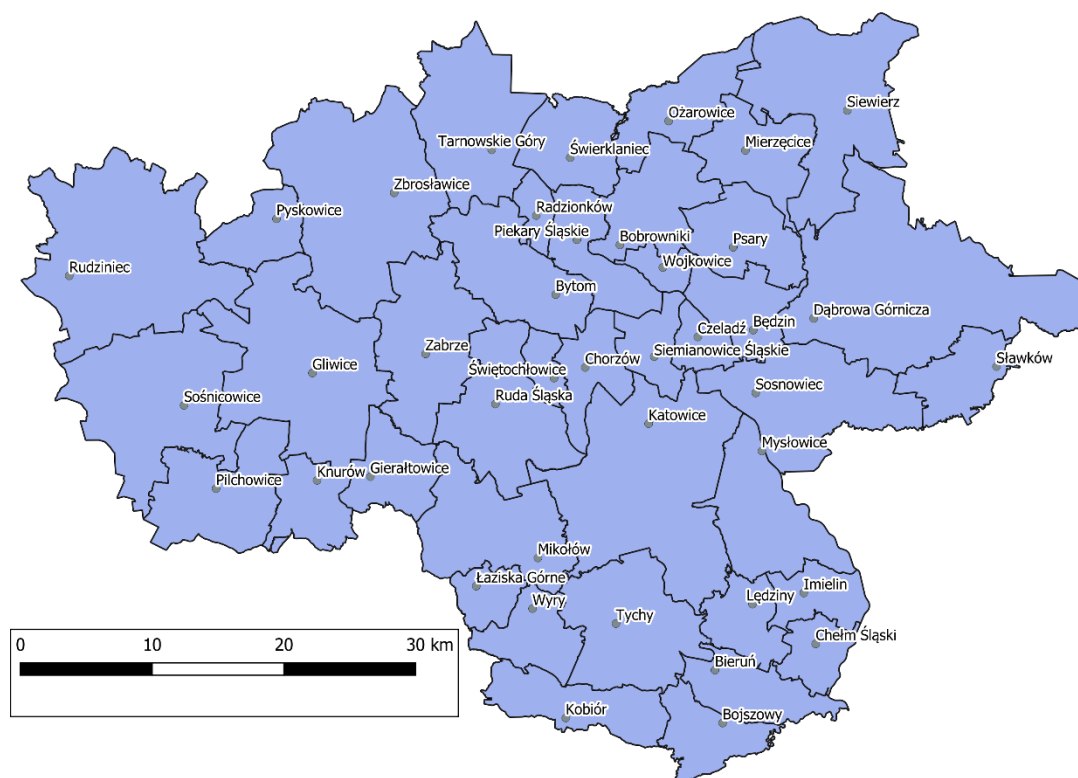 Siewierz
Ożarowice
Tarnowskie Góry
Mierzęcice
Świerklaniec
Zbrosławice
Pyskowice
Radzionków
Piekary Śląskie
Bobrowniki
Psary
Wojkowice
Rudziniec
Bytom
Dąbrowa Górnicza
Czeladź
Będzin
Zabrze
Siemianowice Śląskie
Chorzów
Sławków
Gliwice
Świętochłowice
Sosnowiec
Sośnicowice
Ruda Śląska
Katowice
Mysłowice
Pilchowice
Knurów
Gierałtowice
Mikołów
Łaziska Górne
Imielin
Wyry
Lędziny
Tychy
Chełm Śląski
0 10 20 30 km
Bieruń
Kobiór
Bojszowy